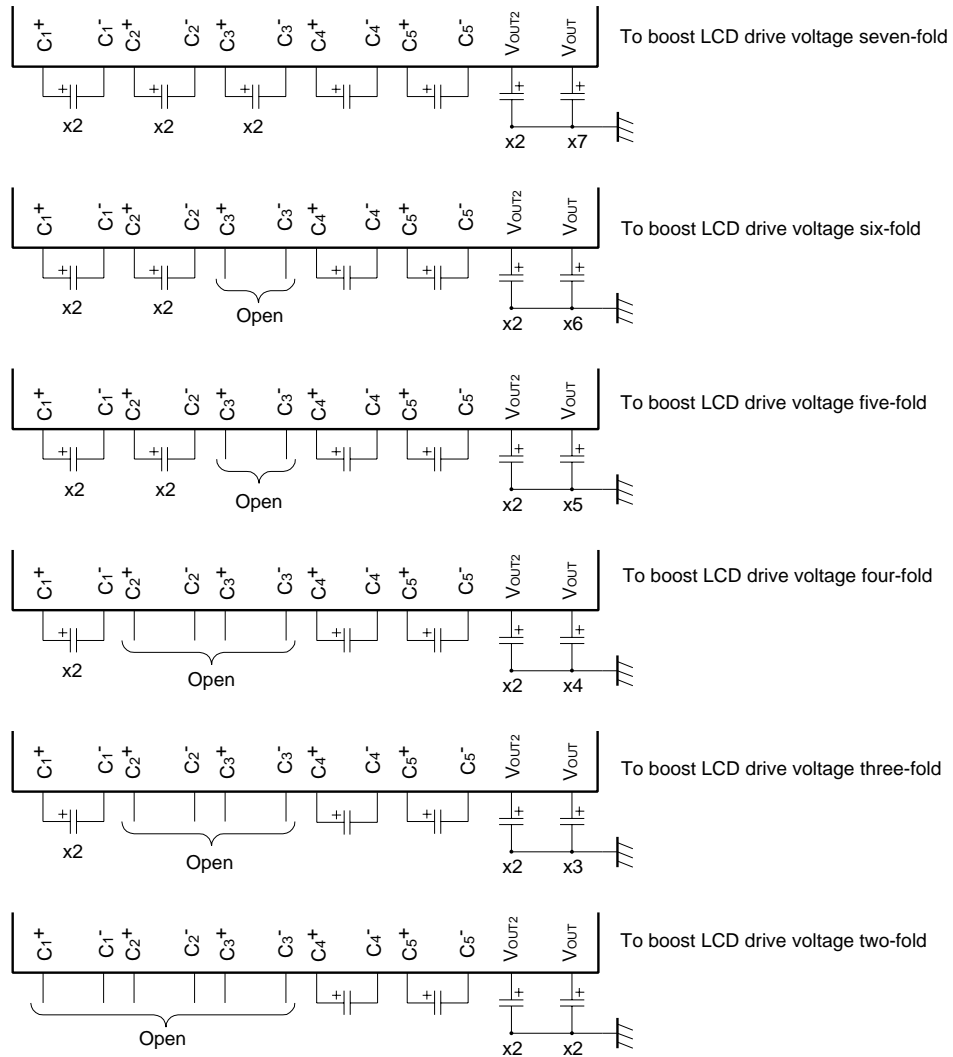 C1+ C1- C2+ C2- C3+ C3- C4+ C4- C5+ C5- VOUT2 VOUT To boost LCD drive voltage seven-fold
+ + + + + + +
x2 x2 x2 x2 x7
C1+ C1- C2+ C2- C3+ C3- C4+ C4- C5+ C5- VOUT2 VOUT To boost LCD drive voltage six-fold
+ + + + + +
x2 x2 Open x2 x6
C1+ C1- C2+ C2- C3+ C3- C4+ C4- C5+ C5- VOUT2 VOUT To boost LCD drive voltage five-fold
+ + + + + +
x2 x2 Open x2 x5
C1+ C1- C2+ C2- C3+ C3- C4+ C4- C5+ C5- VOUT2 VOUT To boost LCD drive voltage four-fold
+ + + + +
x2 Open x2 x4
C1+ C1- C2+ C2- C3+ C3- C4+ C4- C5+ C5- VOUT2 VOUT To boost LCD drive voltage three-fold
+ + + + +
x2 Open x2 x3
C1+ C1- C2+ C2- C3+ C3- C4+ C4- C5+ C5- VOUT2 VOUT To boost LCD drive voltage two-fold
+ + + +
Open x2 x2